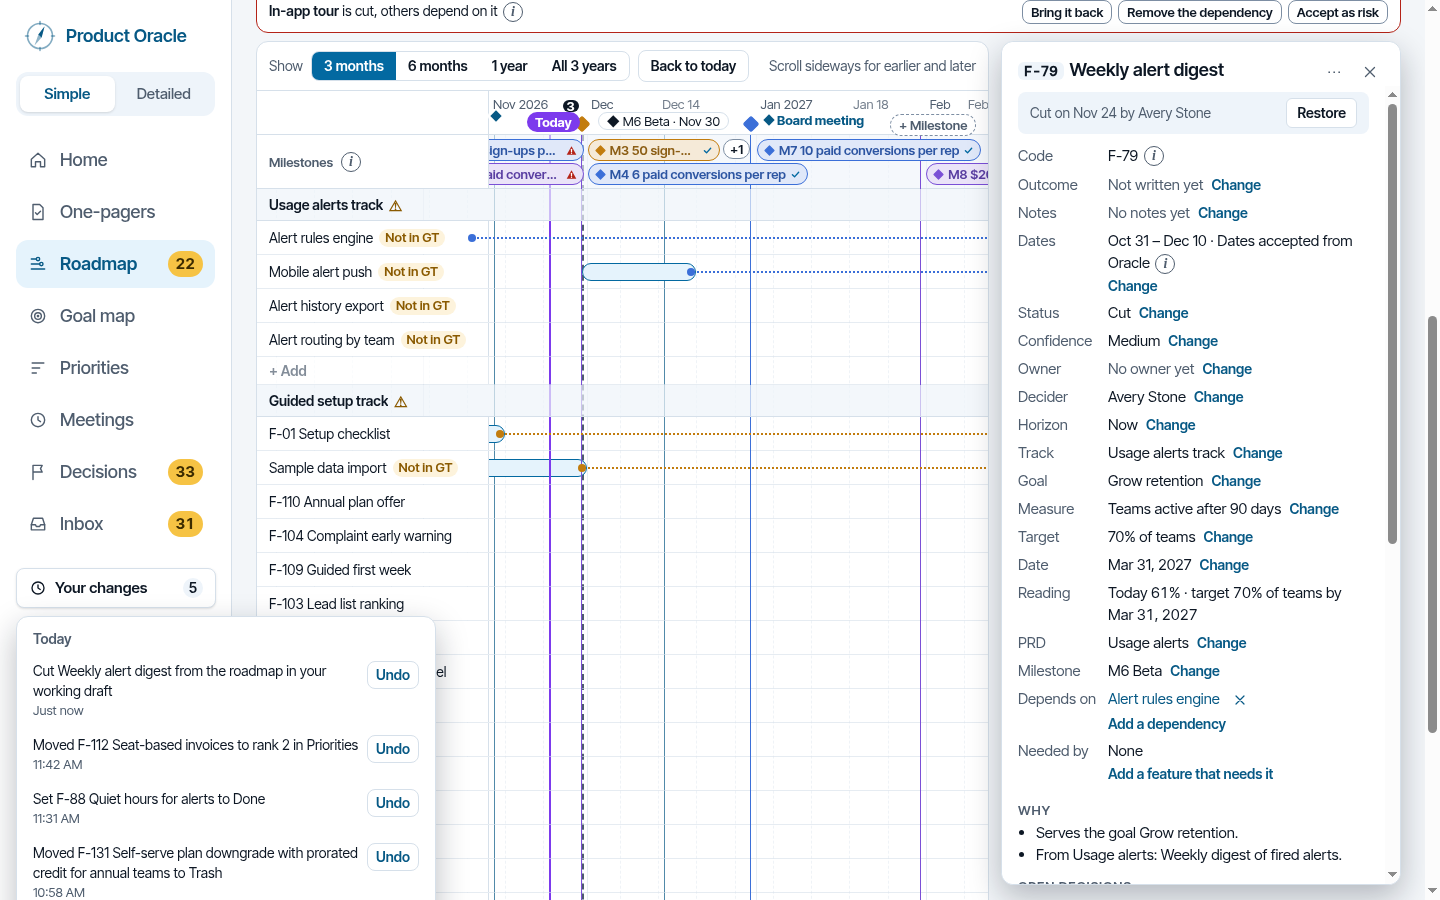 Product Oracle
Simple
Detailed
Home
One-pagers
Roadmap 22
Goal map
Priorities
Meetings
Decisions 33
Inbox 31
Your changes 5
Today
Cut Weekly alert digest from the roadmap in your
working draft
Just now
Undo
Moved F-112 Seat-based invoices to rank 2 in Priorities
11:42 AM
Undo
Set F-88 Quiet hours for alerts to Done
11:31 AM
Undo
Moved F-131 Self-serve plan downgrade with prorated
credit for annual teams to Trash
10:58 AM
Undo
In-app tour is cut, others depend on it i
Bring it back
Remove the dependency
Accept as risk
Show
3 months
6 months
1 year
All 3 years
Back to today
Scroll sideways for earlier and later
Nov 2026
3
Dec
Dec 14
Jan 2027
Jan 18
Feb
Feb
Today
M6 Beta · Nov 30
Board meeting
+ Milestone
Milestones i
ign-ups p...
M3 50 sign-...
+1
M7 10 paid conversions per rep
aid conver...
M4 6 paid conversions per rep
M8 $20
Usage alerts track
Alert rules engine Not in GT
Mobile alert push Not in GT
Alert history export Not in GT
Alert routing by team Not in GT
+ Add
Guided setup track
F-01 Setup checklist
Sample data import Not in GT
F-110 Annual plan offer
F-104 Complaint early warning
F-109 Guided first week
F-103 Lead list ranking
el
F-79 Weekly alert digest
Cut on Nov 24 by Avery Stone
Restore
Code F-79 i
Outcome Not written yet Change
Notes No notes yet Change
Dates Oct 31 – Dec 10 · Dates accepted from
Oracle i
Change
Status Cut Change
Confidence Medium Change
Owner No owner yet Change
Decider Avery Stone Change
Horizon Now Change
Track Usage alerts track Change
Goal Grow retention Change
Measure Teams active after 90 days Change
Target 70% of teams Change
Date Mar 31, 2027 Change
Reading Today 61% · target 70% of teams by
Mar 31, 2027
PRD Usage alerts Change
Milestone M6 Beta Change
Depends on Alert rules engine
Add a dependency
Needed by None
Add a feature that needs it
WHY
Serves the goal Grow retention.
From Usage alerts: Weekly digest of fired alerts.